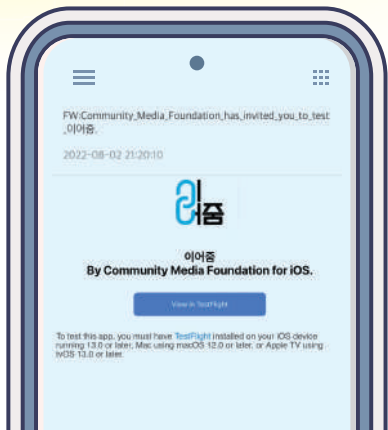 FW:Community_Media_Foundation_has_invited_you_to_test
_이어줌.
2022-08-02 21:20:10
이어줌
이어줌
By Community Media Foundation for iOS.
View in TestFlight
To test this app, you must have TestFlight installed on your iOS device
running 13.0 or later, Mac using macOS 12.0 or later, or Apple TV using
tvOS 13.0 or later.